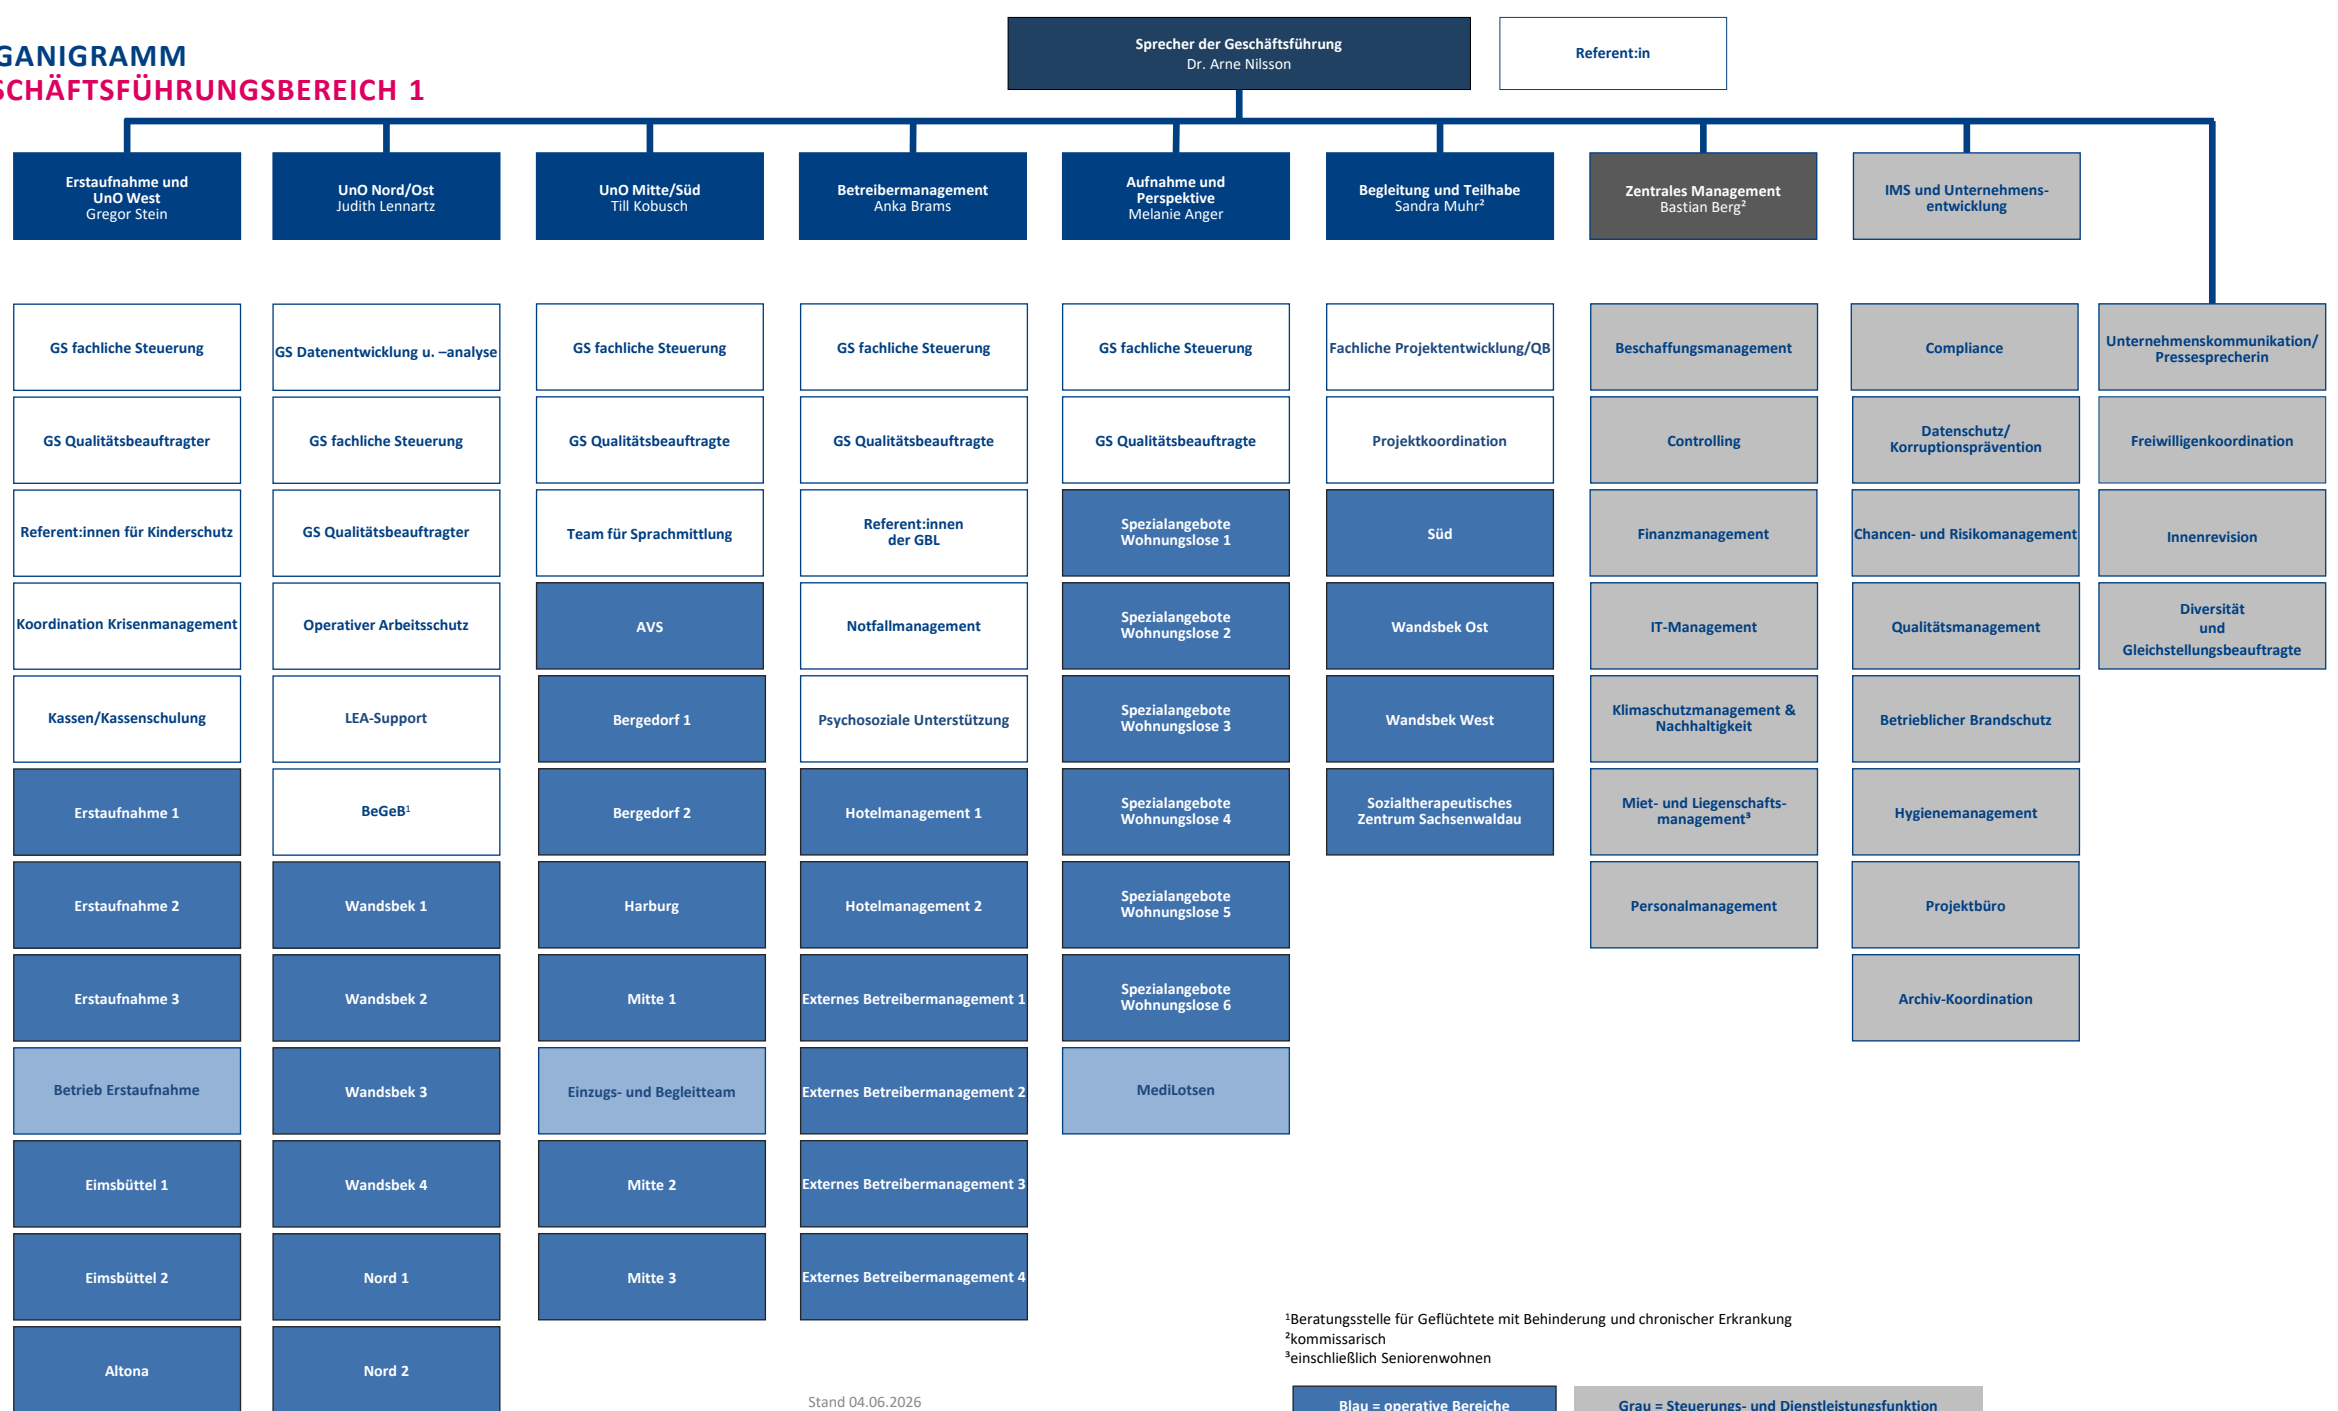 GANIGRAMM
SCHÄFTSFÜHRUNGSBEREICH 1
Sprecher der Geschäftsführung
Dr. Arne Nilsson
Referent:in
Erstaufnahme und
UnO West
Gregor Stein
UnO Nord/Ost
Judith Lennartz
UnO Mitte/Süd
Till Kobusch
Betreibermanagement
Anka Brams
Aufnahme und
Perspektive
Melanie Anger
Begleitung und Teilhabe
Sandra Muhr²
Zentrales Management
Bastian Berg²
IMS und Unternehmens-
entwicklung
GS fachliche Steuerung
GS Qualitätsbeauftragter
Referent:innen für Kinderschutz
Koordination Krisenmanagement
Kassen/Kassenschulung
Erstaufnahme 1
Erstaufnahme 2
Erstaufnahme 3
Betrieb Erstaufnahme
Eimsbüttel 1
Eimsbüttel 2
Altona
GS Datenentwicklung u. –analyse
GS fachliche Steuerung
GS Qualitätsbeauftragter
Operativer Arbeitsschutz
LEA-Support
BeGeB¹
Wandsbek 1
Wandsbek 2
Wandsbek 3
Wandsbek 4
Nord 1
Nord 2
GS fachliche Steuerung
GS Qualitätsbeauftragte
Team für Sprachmittlung
AVS
Bergedorf 1
Bergedorf 2
Harburg
Mitte 1
Einzugs- und Begleitteam
Mitte 2
Mitte 3
GS fachliche Steuerung
GS Qualitätsbeauftragte
Referent:innen
der GBL
Notfallmanagement
Psychosoziale Unterstützung
Hotelmanagement 1
Hotelmanagement 2
Externes Betreibermanagement 1
Externes Betreibermanagement 2
Externes Betreibermanagement 3
Externes Betreibermanagement 4
GS fachliche Steuerung
GS Qualitätsbeauftragte
Spezialangebote
Wohnungslose 1
Spezialangebote
Wohnungslose 2
Spezialangebote
Wohnungslose 3
Spezialangebote
Wohnungslose 4
Spezialangebote
Wohnungslose 5
Spezialangebote
Wohnungslose 6
MediLotsen
Fachliche Projektentwicklung/QB
Projektkoordination
Süd
Wandsbek Ost
Wandsbek West
Sozialtherapeutisches
Zentrum Sachsenwaldau
Beschaffungsmanagement
Controlling
Finanzmanagement
IT-Management
Klimaschutzmanagement &
Nachhaltigkeit
Miet- und Liegenschafts-
management³
Personalmanagement
Compliance
Datenschutz/
Korruptionsprävention
Chancen- und Risikomanagement
Qualitätsmanagement
Betrieblicher Brandschutz
Hygienemanagement
Projektbüro
Archiv-Koordination
Unternehmenskommunikation/
Pressesprecherin
Freiwilligenkoordination
Innenrevision
Diversität
und
Gleichstellungsbeauftragte
¹Beratungsstelle für Geflüchtete mit Behinderung und chronischer Erkrankung
²kommissarisch
³einschließlich Seniorenwohnen
Stand 04.06.2026
Blau = operative Bereiche
Grau = Steuerungs- und Dienstleistungsfunktion